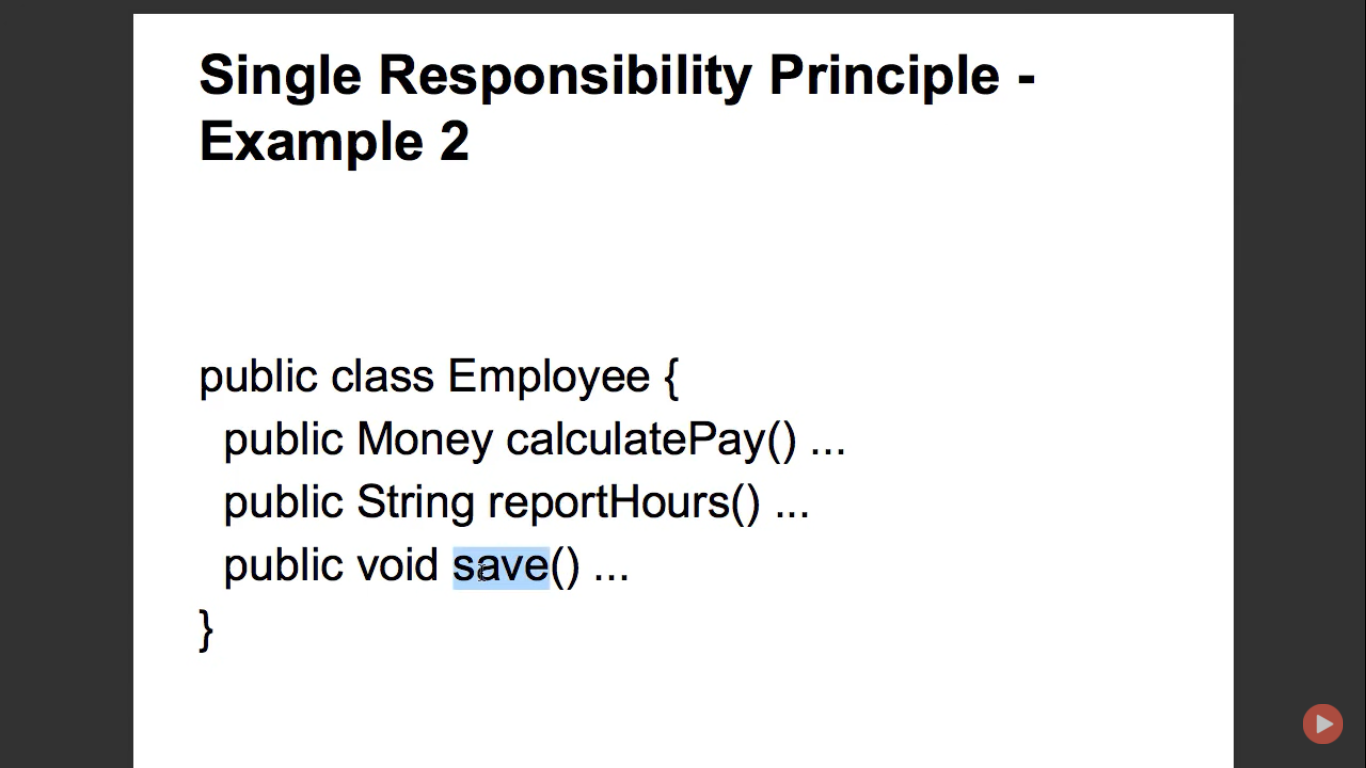 Single Responsibility Principle -
Example 2
public class Employee {
public Money calculatePay() ...
public String reportHours() ...
public void save() ...
}